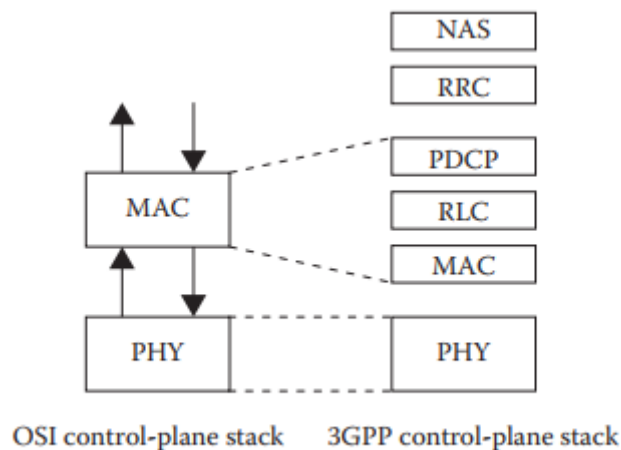 NAS
RRC
PDCP
MAC
RLC
MAC
PHY
PHY
OSI control-plane stack
3GPP control-plane stack